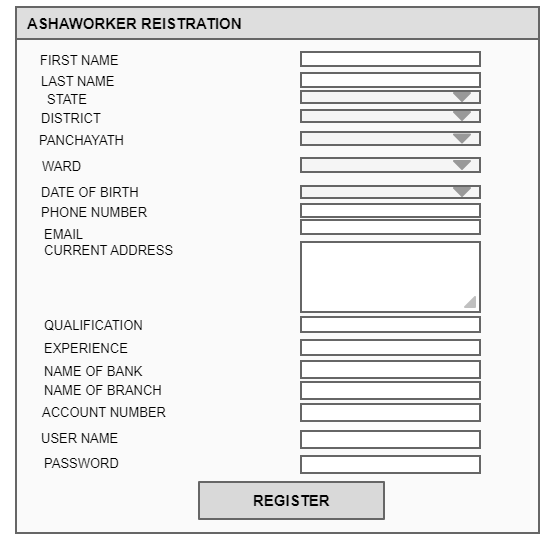 ASHAWORKER REISTRATION
FIRST NAME
LAST NAME
STATE
DISTRICT
PANCHAYATH
WARD
DATE OF BIRTH
PHONE NUMBER
EMAIL
CURRENT ADDRESS
QUALIFICATION
EXPERIENCE
NAME OF BANK
NAME OF BRANCH
ACCOUNT NUMBER
USER NAME
PASSWORD
REGISTER